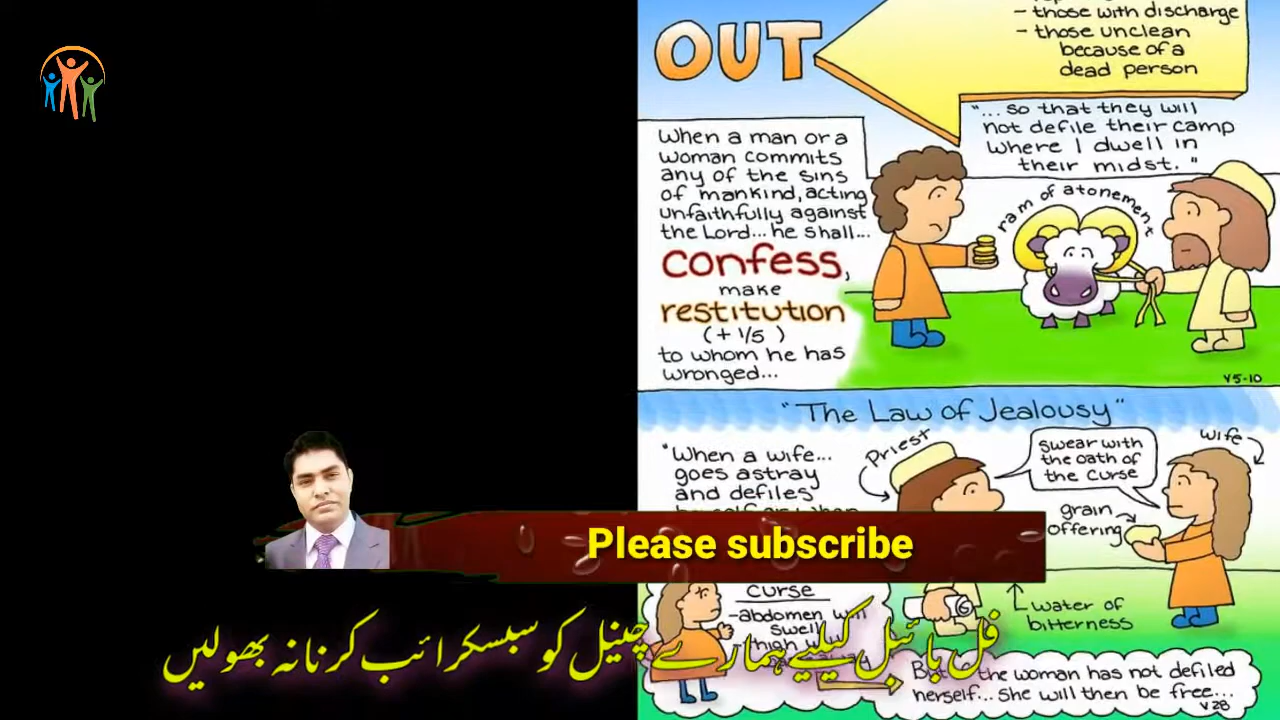 OUT
- those with discharge
- those unclean
because of a
dead person
"... so that they will
not defile their camp
where I dwell in
their midst. "
When a man or a
woman commits
any of the sins
of mankind, acting
unfaithfully against
the Lord... he shall...
confess,
make
restitution
(+ 1/5 )
to whom he has
wronged...
ram of atonement
V5-10
"The Law of Jealousy"
"When a wife...
goes astray
and defiles
Priest
swear with
the oath of
the curse
wife
grain
offering
Please subscribe
curse
-abdomen will
swell
thigh
water of
bitterness
فل بائبل کیلیے ہمارے چینل کو سبسکرائب کرنا نہ بھولیں
the woman has not defiled
herself... she will then be free...
V28